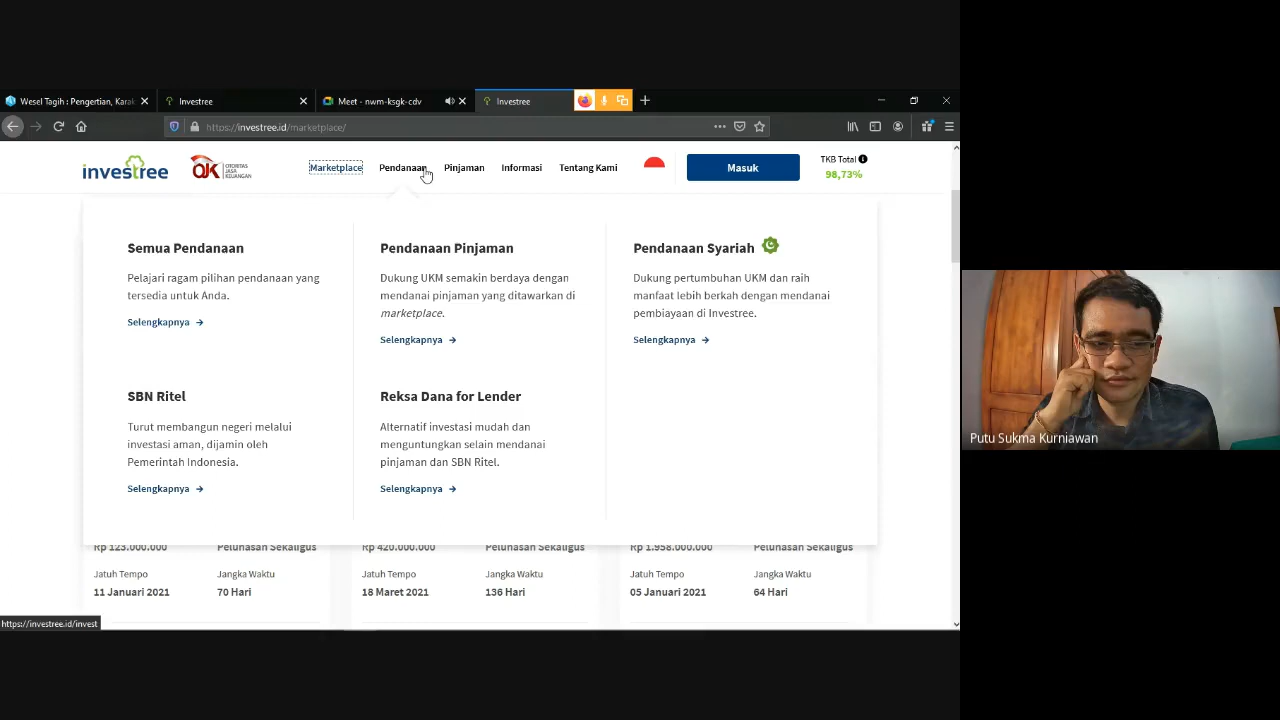 Wesel Tagih : Pengertian, Karak
Investree
Meet - nwm-ksgk-cdv
Investree
https://investree.id/marketplace/
investree
OJK OTORITAS JASA KEUANGAN
Marketplace
Pendanaan
Pinjaman
Informasi
Tentang Kami
Masuk
TKB Total
98,73%
Semua Pendanaan
Pelajari ragam pilihan pendanaan yang
tersedia untuk Anda.
Selengkapnya →
Pendanaan Pinjaman
Dukung UKM semakin berdaya dengan
mendanai pinjaman yang ditawarkan di
marketplace.
Selengkapnya →
Pendanaan Syariah
Dukung pertumbuhan UKM dan raih
manfaat lebih berkah dengan mendanai
pembiayaan di Investree.
Selengkapnya →
SBN Ritel
Turut membangun negeri melalui
investasi aman, dijamin oleh
Pemerintah Indonesia.
Selengkapnya →
Reksa Dana for Lender
Alternatif investasi mudah dan
menguntungkan selain mendanai
pinjaman dan SBN Ritel.
Selengkapnya →
Rp 123.000.000
Pelunasan Sekaligus
Rp 420.000.000
Pelunasan Sekaligus
Rp 1.958.000.000
Pelunasan Sekaligus
Jatuh Tempo
Jangka Waktu
Jatuh Tempo
Jangka Waktu
Jatuh Tempo
Jangka Waktu
11 Januari 2021
70 Hari
18 Maret 2021
136 Hari
05 Januari 2021
64 Hari
https://investree.id/invest
Putu Sukma Kurniawan